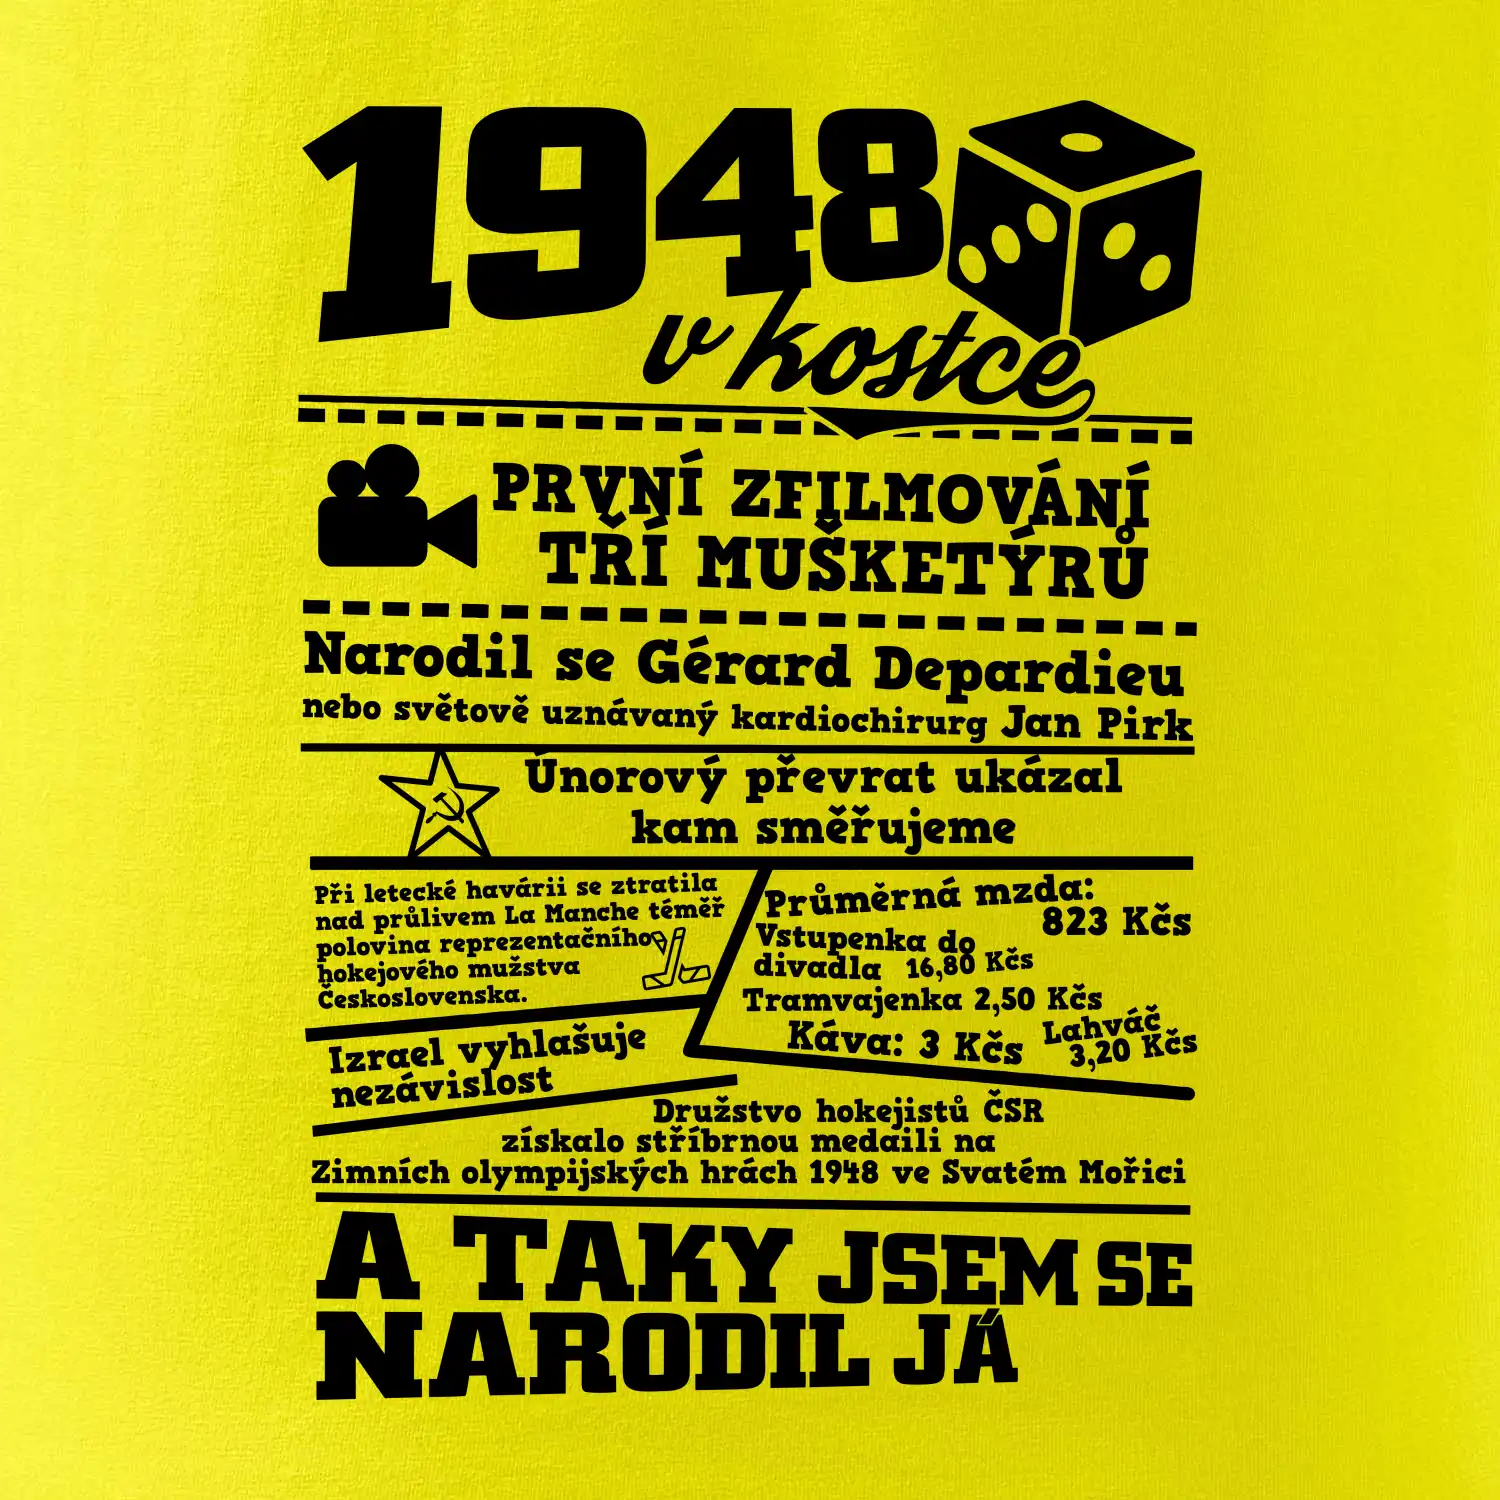 1948
v kostce
PRVNÍ ZFILMOVÁNÍ
TŘÍ MUŠKETÝRŮ
Narodil se Gérard Depardieu
nebo světově uznávaný kardiochirurg Jan Pirk
Únorový převrat ukázal
kam směřujeme
Při letecké havárii se ztratila
nad průlivem La Manche téměř
polovina reprezentačního
hokejového mužstva
Československa.
Průměrná mzda:
823 Kčs
Vstupenka do
divadla 16,80 Kčs
Tramvajenka 2,50 Kčs
Káva: 3 Kčs
Lahváč
3,20 Kčs
Izrael vyhlašuje
nezávislost
Družstvo hokejistů ČSR
získalo stříbrnou medaili na
Zimních olympijských hrách 1948 ve Svatém Mořici
A TAKY JSEM SE
NARODIL JÁ